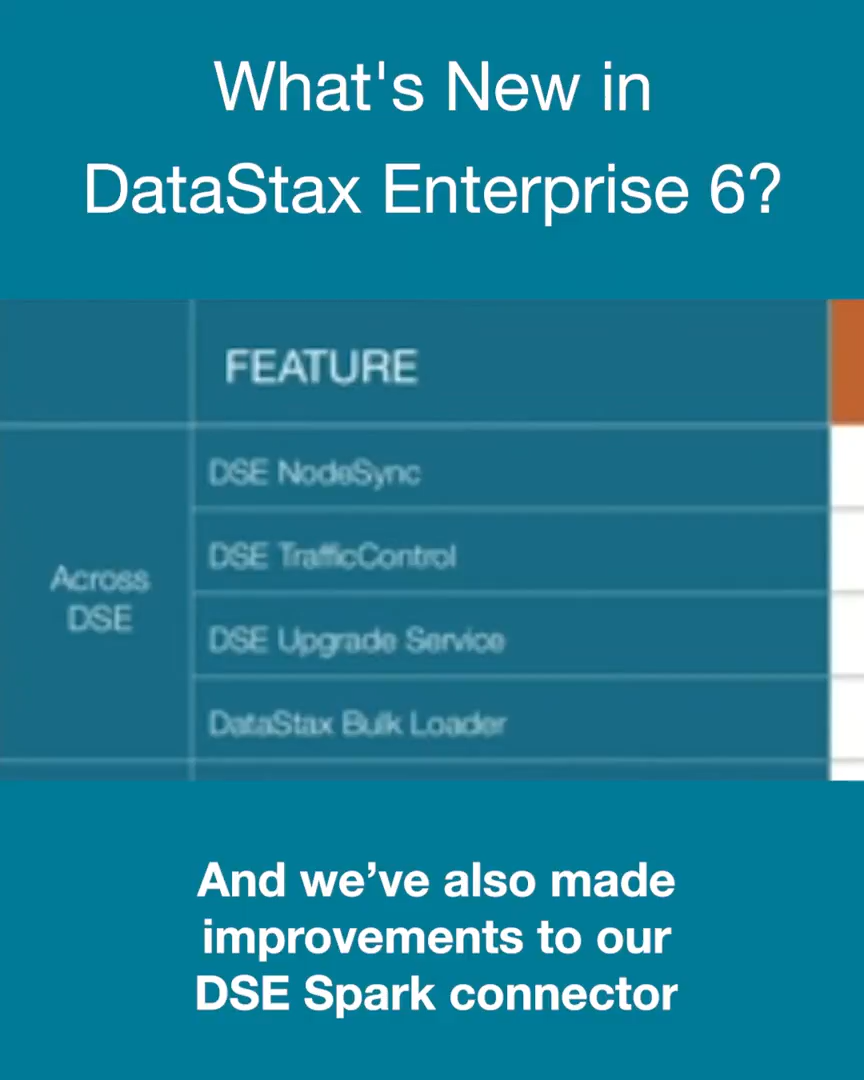 What's New in
DataStax Enterprise 6?
FEATURE
DSE NodeSync
DSE TrafficControl
Across
DSE
DSE Upgrade Service
DataStax Bulk Loader
And we’ve also made
improvements to our
DSE Spark connector